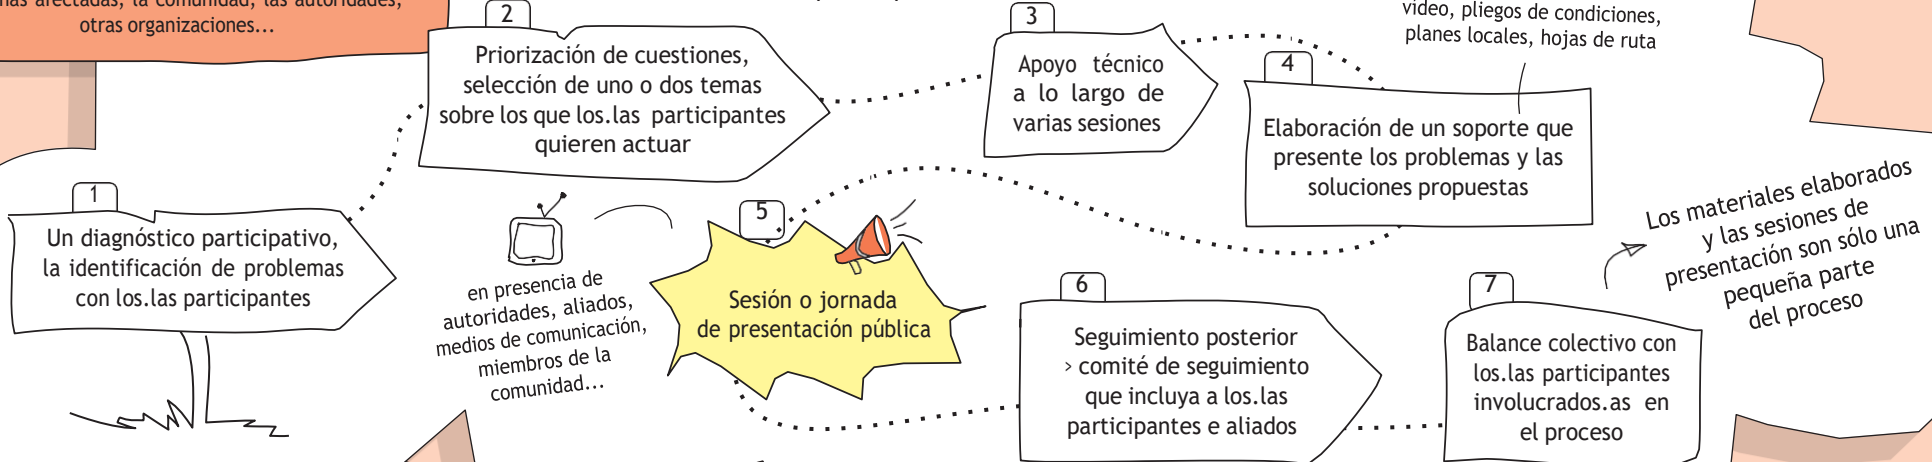 más afectadas, la comunidad, las autoridades,
otras organizaciones...
1
Un diagnóstico participativo,
la identificación de problemas
con los.las participantes
2
Priorización de cuestiones,
selección de uno o dos temas
sobre los que los.las participantes
quieren actuar
3
Apoyo técnico
a lo largo de
varias sesiones
video, pliegos de condiciones,
planes locales, hojas de ruta
4
Elaboración de un soporte que
presente los problemas y las
soluciones propuestas
5
Sesión o jornada
de presentación pública
en presencia de
autoridades, aliados,
medios de comunicación,
miembros de la
comunidad...
6
Seguimiento posterior
> comité de seguimiento
que incluya a los.las
participantes e aliados
7
Balance colectivo con
los.las participantes
involucrados.as en
el proceso
Los materiales elaborados
y las sesiones de
presentación son sólo una
pequeña parte
del proceso